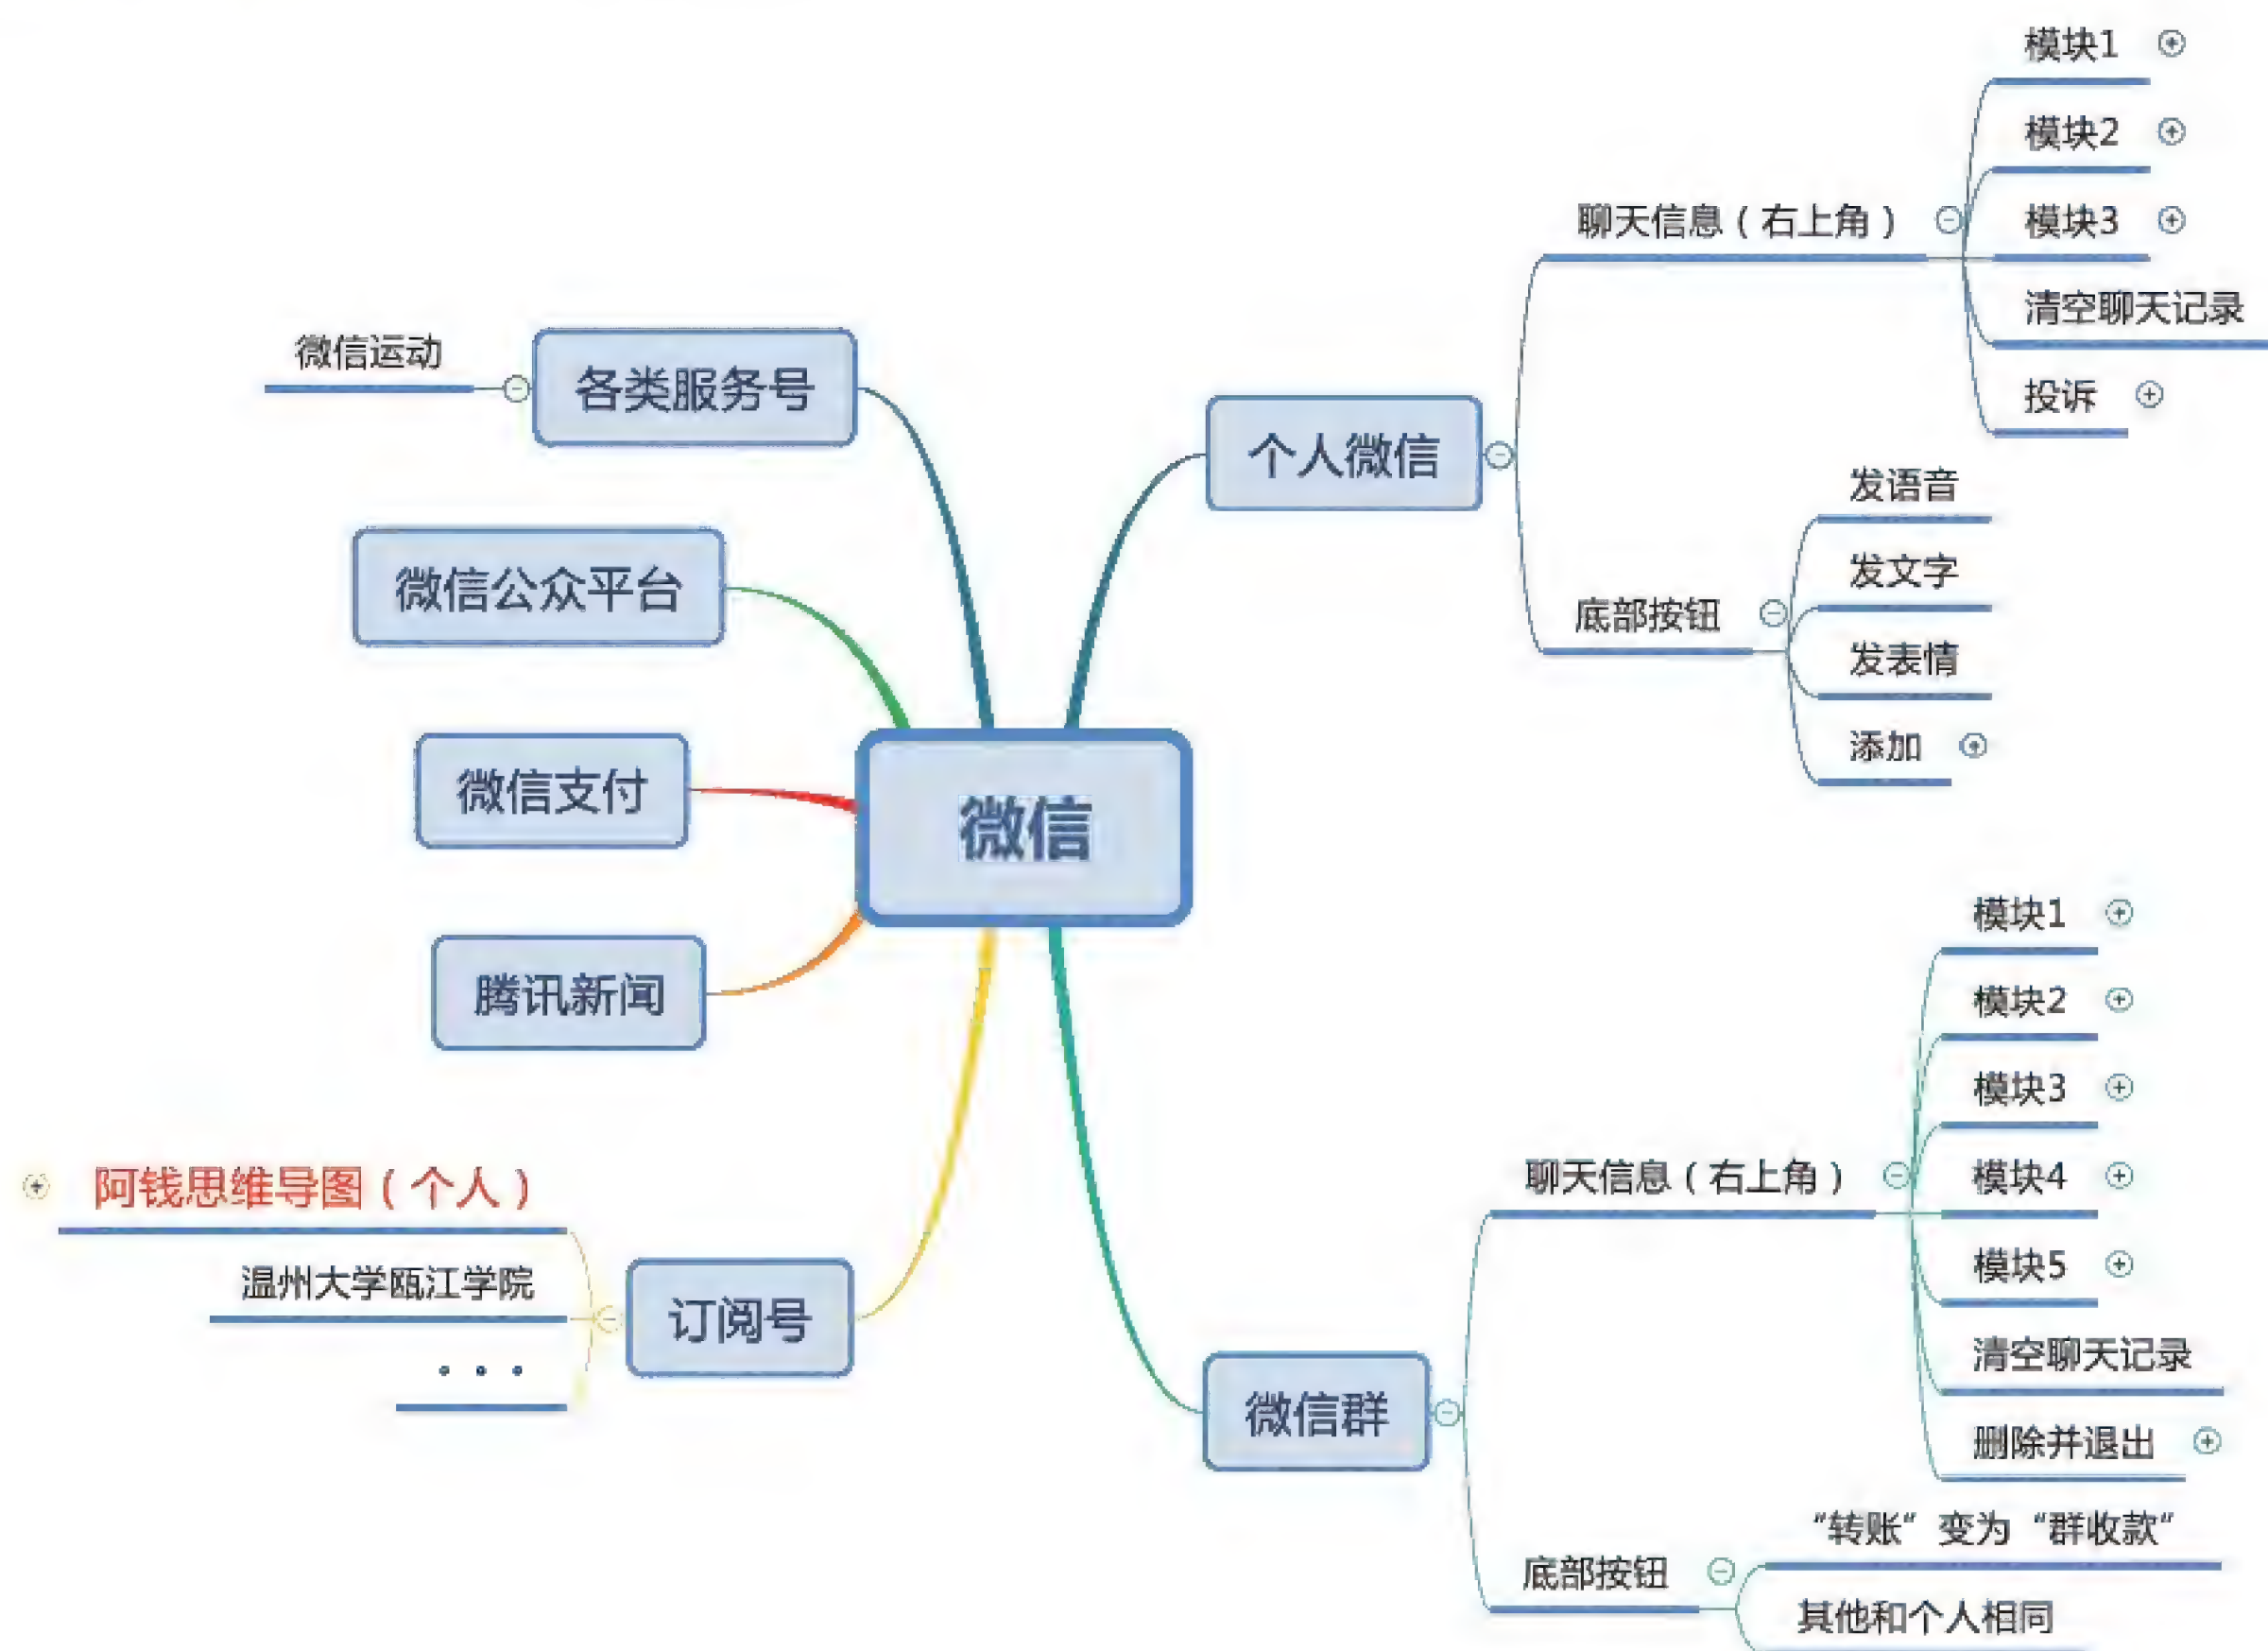 微信
个人微信
聊天信息（右上角）
模块1
模块2
模块3
清空聊天记录
投诉
底部按钮
发语音
发文字
发表情
添加
微信群
聊天信息（右上角）
模块1
模块2
模块3
模块4
模块5
清空聊天记录
删除并退出
底部按钮
“转账”变为“群收款”
其他和个人相同
各类服务号
微信运动
微信公众平台
微信支付
腾讯新闻
订阅号
阿钱思维导图（个人）
温州大学瓯江学院
• • •